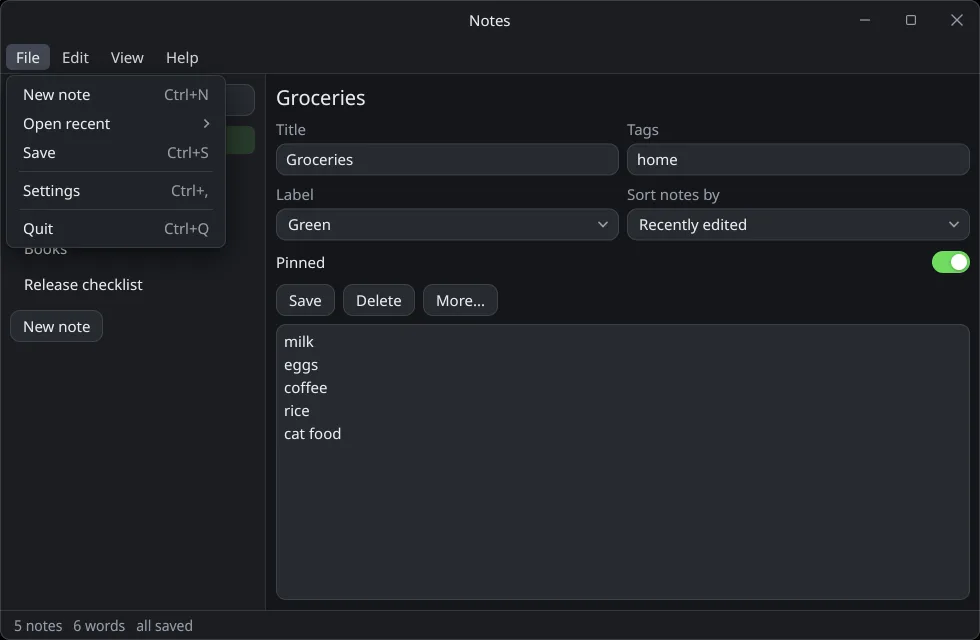 Notes
File Edit View Help
New note Ctrl+N
Open recent
Save Ctrl+S
Settings Ctrl+,
Quit Ctrl+Q
Books
Release checklist
New note
Groceries
Title Tags
Groceries home
Label Sort notes by
Green Recently edited
Pinned
Save Delete More...
milk
eggs
coffee
rice
cat food
5 notes 6 words all saved